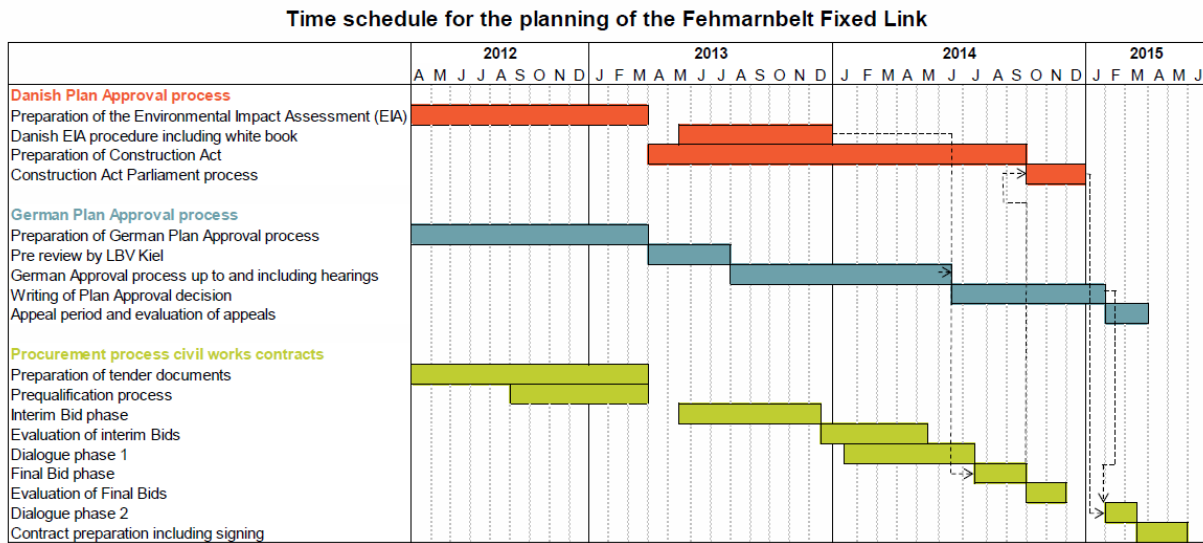 Time schedule for the planning of the Fehmarnbelt Fixed Link
2012 2013 2014 2015
A M J J A S O N D J F M A M J J A S O N D J F M A M J J A S O N D J F M A M J
Danish Plan Approval process
Preparation of the Environmental Impact Assessment (EIA)
Danish EIA procedure including white book
Preparation of Construction Act
Construction Act Parliament process
German Plan Approval process
Preparation of German Plan Approval process
Pre review by LBV Kiel
German Approval process up to and including hearings
Writing of Plan Approval decision
Appeal period and evaluation of appeals
Procurement process civil works contracts
Preparation of tender documents
Prequalification process
Interim Bid phase
Evaluation of interim Bids
Dialogue phase 1
Final Bid phase
Evaluation of Final Bids
Dialogue phase 2
Contract preparation including signing